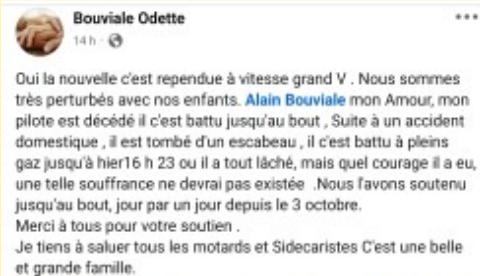 Bouviale Odette
14 h ·
Oui la nouvelle c'est rependue à vitesse grand V . Nous sommes
très perturbés avec nos enfants. Alain Bouviale mon Amour, mon
pilote est décédé il c'est battu jusqu'au bout , Suite à un accident
domestique , il est tombé d'un escabeau , il c'est battu à pleins
gaz jusqu'à hier16 h 23 ou il a tout lâché, mais quel courage il a eu,
une telle souffrance ne devrai pas existée .Nous l'avons soutenu
jusqu'au bout, jour par un jour depuis le 3 octobre.
Merci à tous pour votre soutien .
Je tiens à saluer tous les motards et Sidecaristes C'est une belle
et grande famille.